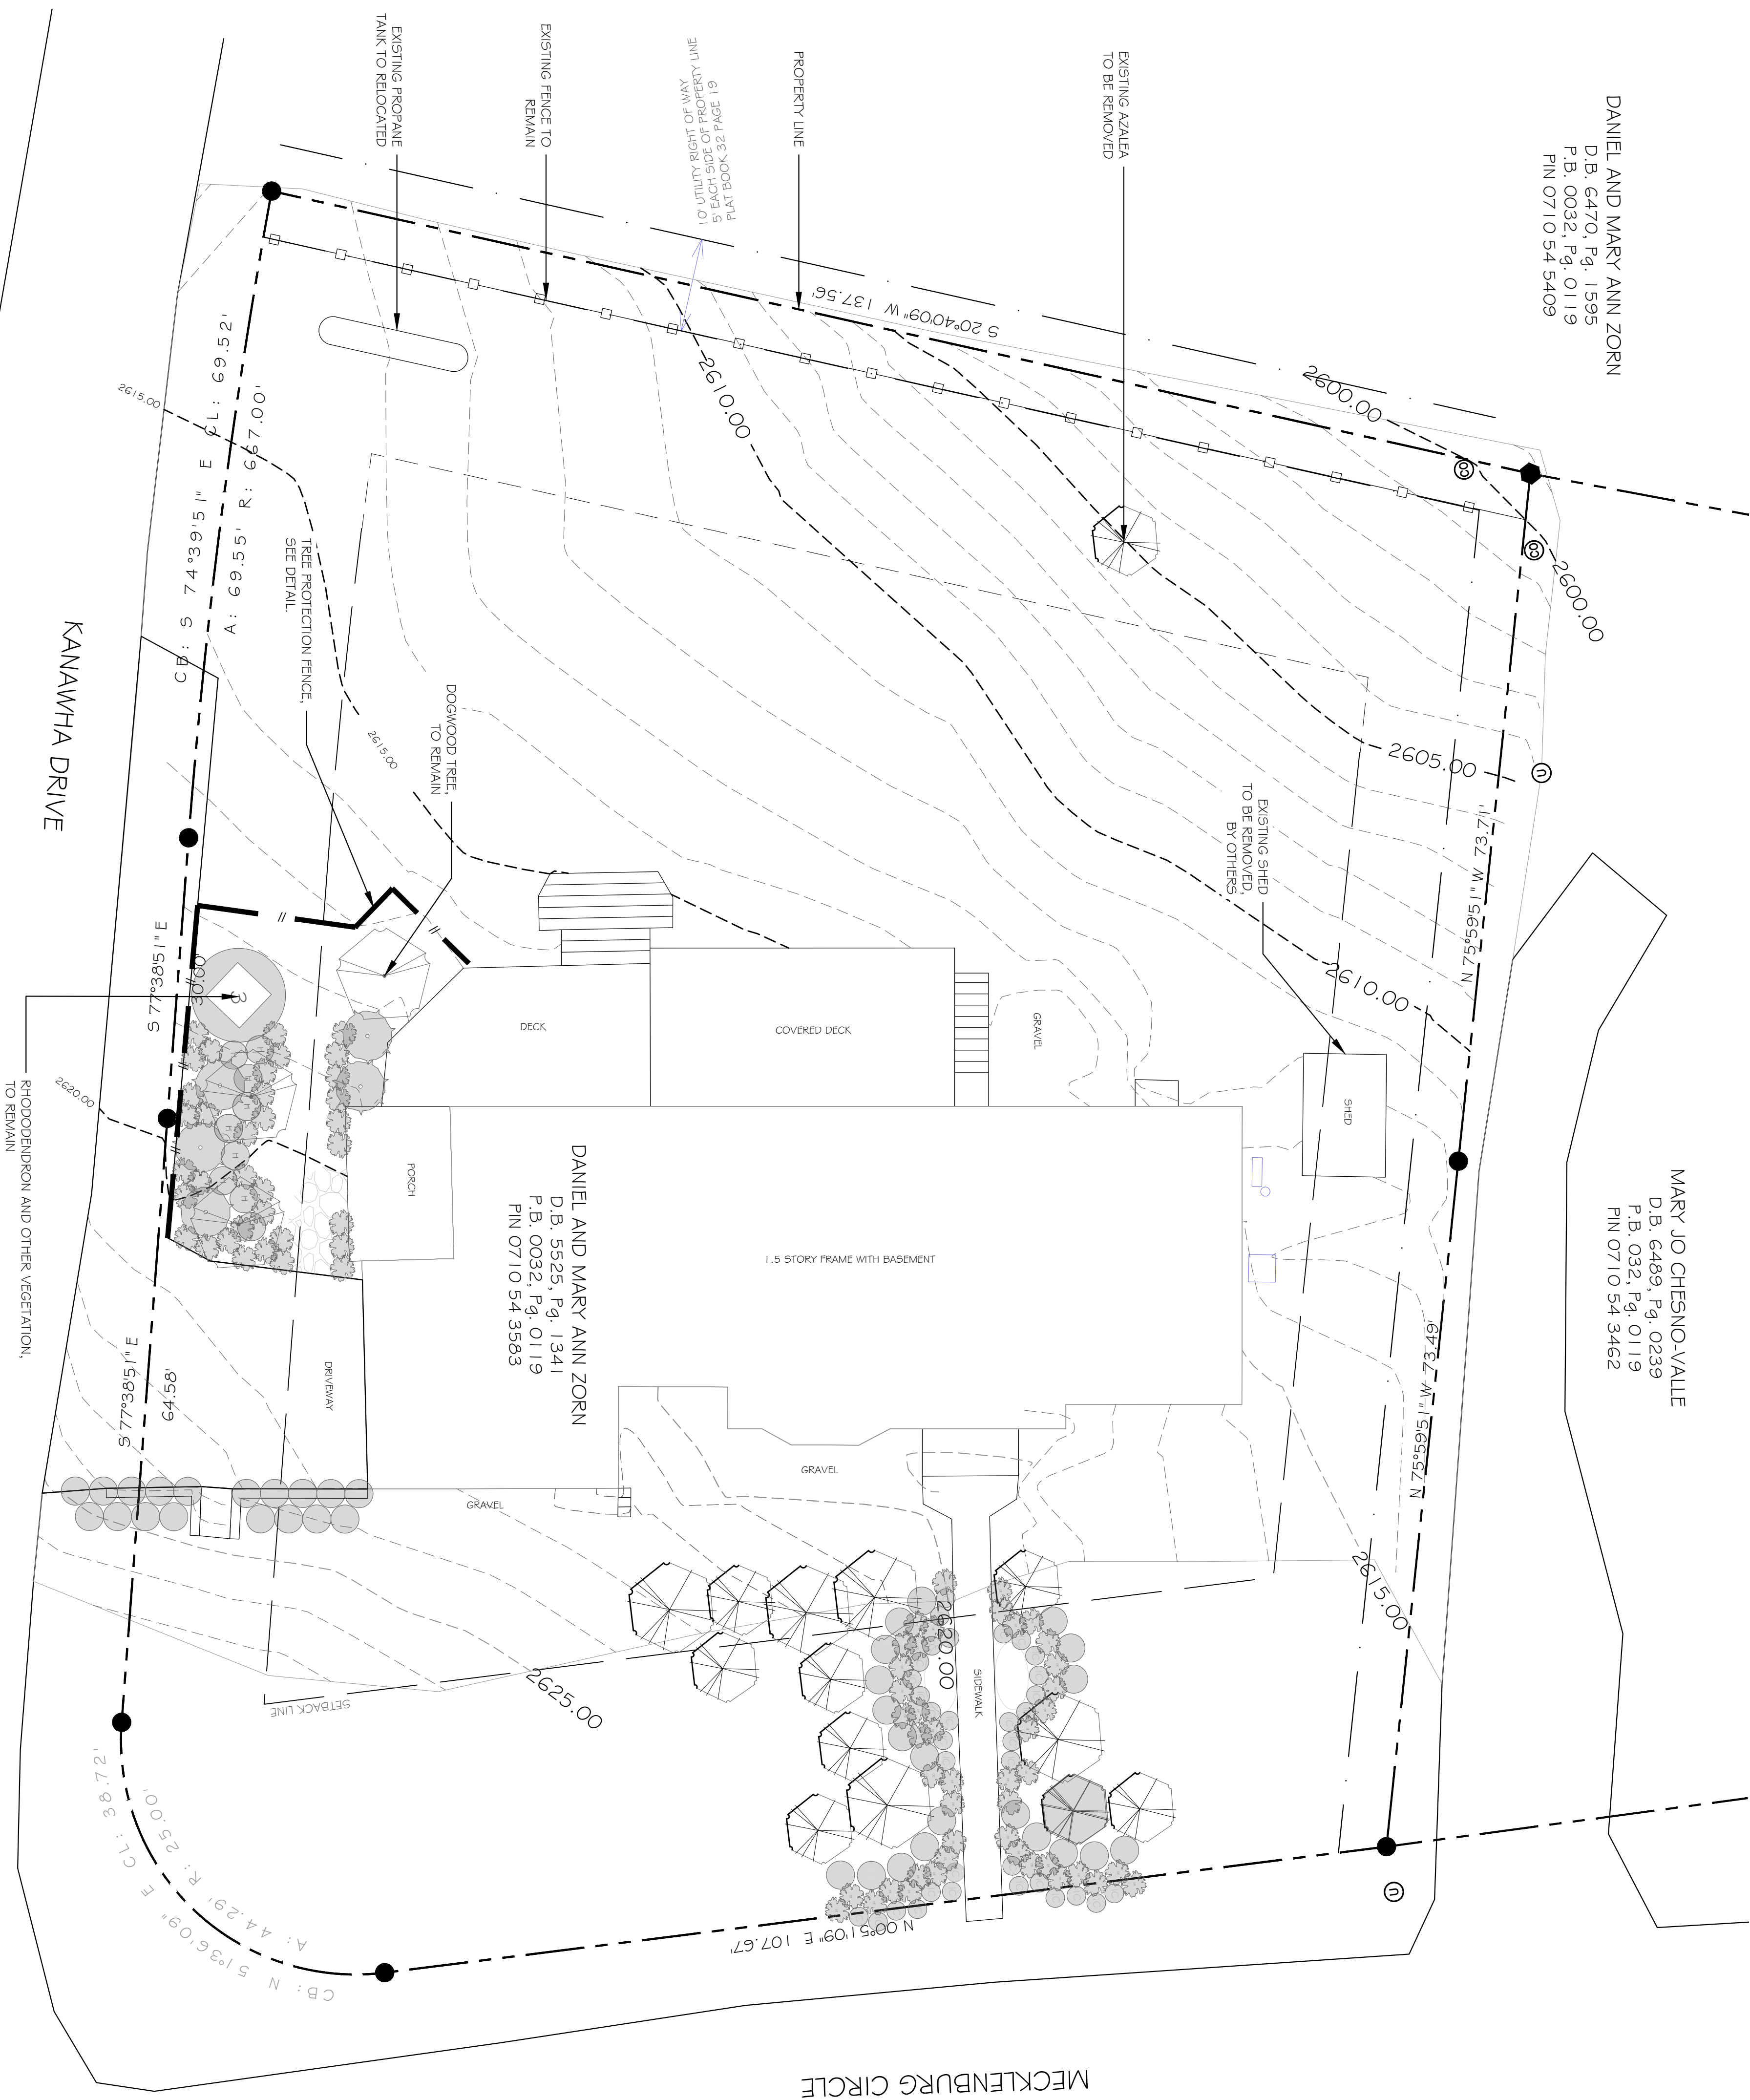 DANIEL AND MARY ANN ZORN
D.B. 6470, Pg. 1595
P.B. 0032, Pg. 0119
PIN 0710 54 5409
EXISTING AZALEA
TO BE REMOVED
PROPERTY LINE
10' UTILITY RIGHT OF WAY
5' EACH SIDE OF PROPERTY LINE
PLAT BOOK 32 PAGE 19
EXISTING FENCE TO
REMAIN
EXISTING PROPANE
TANK TO RELOCATED
S 20°40'09" W 137.56'
2600.00
2600.00
CO
CO
2605.00
2610.00
2610.00
U
N 75°59'51" W 73.71'
EXISTING SHED
TO BE REMOVED,
BY OTHERS
2615.00
CB: S 74°39'51" E CL: 69.52'
A: 69.55' R: 667.00'
TREE PROTECTION FENCE,
SEE DETAIL.
2615.00
DOGWOOD TREE,
TO REMAIN
KANAWHA DRIVE
S77°38'51"E
30.00'
3
DECK
COVERED DECK
GRAVEL
SHED
2620.00
RHODODENDRON AND OTHER VEGETATION,
TO REMAIN
PORCH
DANIEL AND MARY ANN ZORN
D.B. 5525, Pg. 1341
P.B. 0032, Pg. 0119
PIN 0710 54 3583
1.5 STORY FRAME WITH BASEMENT
MARY JO CHESNO-VALLE
D.B. 6489, Pg. 0239
P.B. 032, Pg. 0119
PIN 0710 54 3462
N75°59'51"W 73.49'
S77°38'51"E
64.58'
DRIVEWAY
GRAVEL
GRAVEL
2615.00
2620.00
SIDEWALK
2625.00
SETBACK LINE
CB: N 51°36'09" E CL: 38.72'
A: 44.29' R: 25.00'
N 00°51'09" E 107.67'
U
MECKLENBURG CIRCLE